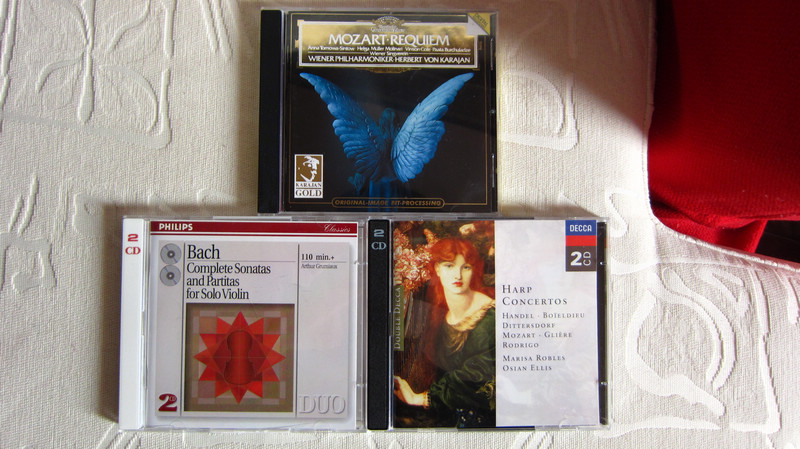 MOZART · REQUIEM
Anna Tomowa-Sintow · Helga Müller Molinari · Vinson Cole · Paata Burchuladze
Wiener Singverein
WIENER PHILHARMONIKER · HERBERT VON KARAJAN
KARAJAN
GOLD
ORIGINAL-IMAGE BIT-PROCESSING
2
CD
PHILIPS
Classics
Bach
Complete Sonatas
and Partitas
for Solo Violin
110 min.+
Arthur Grumiaux
2CD
DUO
2
CD
DOUBLE DECCA
DECCA
2 CD
HARP
CONCERTOS
HANDEL · BOÏELDIEU
DITTERSDORF
MOZART · GLIÈRE
RODRIGO
MARISA ROBLES
OSIAN ELLIS